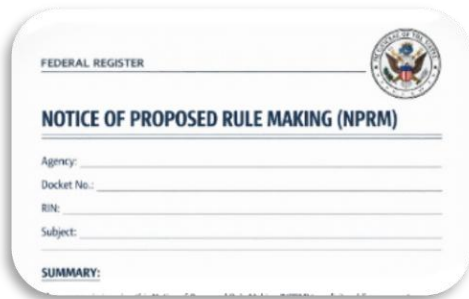 FEDERAL REGISTER
NOTICE OF PROPOSED RULE MAKING (NPRM)
Agency:
Docket No.:
RIN:
Subject:
SUMMARY: